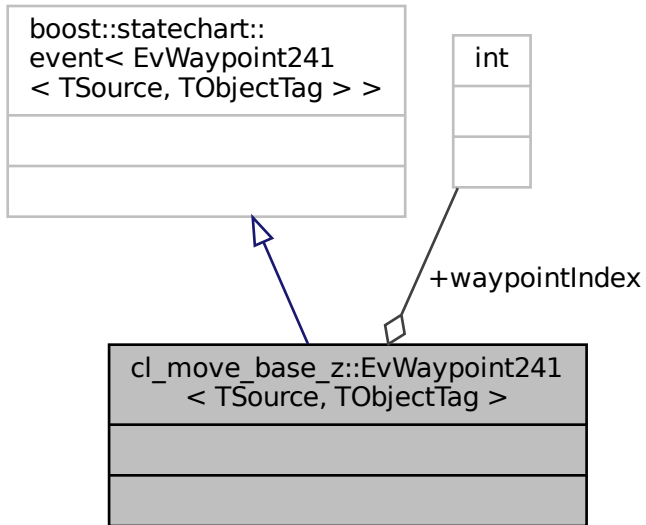 boost::statechart::
event< EvWaypoint241
< TSource, TObjectTag > >
int
+waypointIndex
cl_move_base_z::EvWaypoint241
< TSource, TObjectTag >